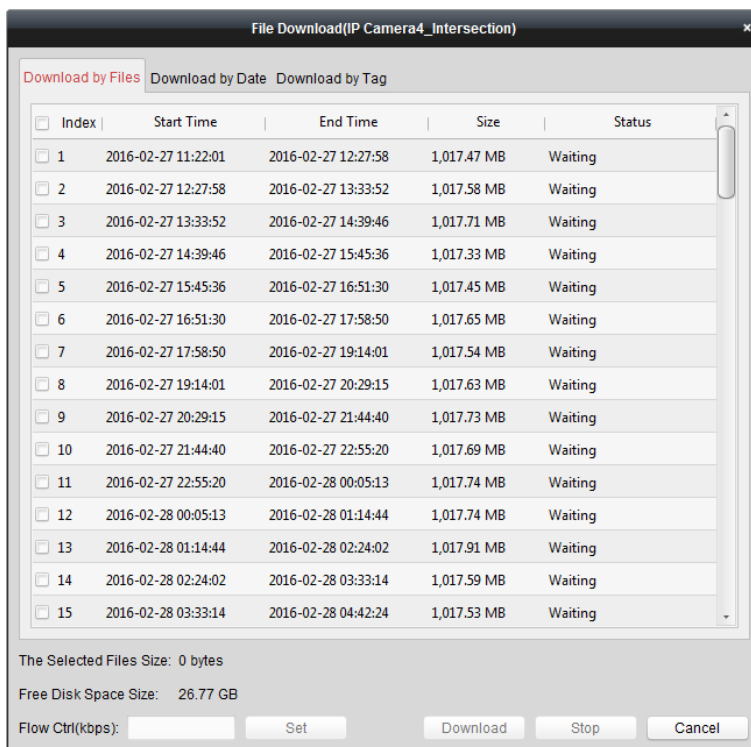 File Download(IP Camera4_Intersection) ×
Download by Files Download by Date Download by Tag
Index Start Time End Time Size Status
1 2016-02-27 11:22:01 2016-02-27 12:27:58 1,017.47 MB Waiting
2 2016-02-27 12:27:58 2016-02-27 13:33:52 1,017.58 MB Waiting
3 2016-02-27 13:33:52 2016-02-27 14:39:46 1,017.71 MB Waiting
4 2016-02-27 14:39:46 2016-02-27 15:45:36 1,017.33 MB Waiting
5 2016-02-27 15:45:36 2016-02-27 16:51:30 1,017.45 MB Waiting
6 2016-02-27 16:51:30 2016-02-27 17:58:50 1,017.65 MB Waiting
7 2016-02-27 17:58:50 2016-02-27 19:14:01 1,017.54 MB Waiting
8 2016-02-27 19:14:01 2016-02-27 20:29:15 1,017.63 MB Waiting
9 2016-02-27 20:29:15 2016-02-27 21:44:40 1,017.73 MB Waiting
10 2016-02-27 21:44:40 2016-02-27 22:55:20 1,017.69 MB Waiting
11 2016-02-27 22:55:20 2016-02-28 00:05:13 1,017.74 MB Waiting
12 2016-02-28 00:05:13 2016-02-28 01:14:44 1,017.74 MB Waiting
13 2016-02-28 01:14:44 2016-02-28 02:24:02 1,017.91 MB Waiting
14 2016-02-28 02:24:02 2016-02-28 03:33:14 1,017.59 MB Waiting
15 2016-02-28 03:33:14 2016-02-28 04:42:24 1,017.53 MB Waiting
The Selected Files Size: 0 bytes
Free Disk Space Size: 26.77 GB
Flow Ctrl(kbps): Set Download Stop Cancel